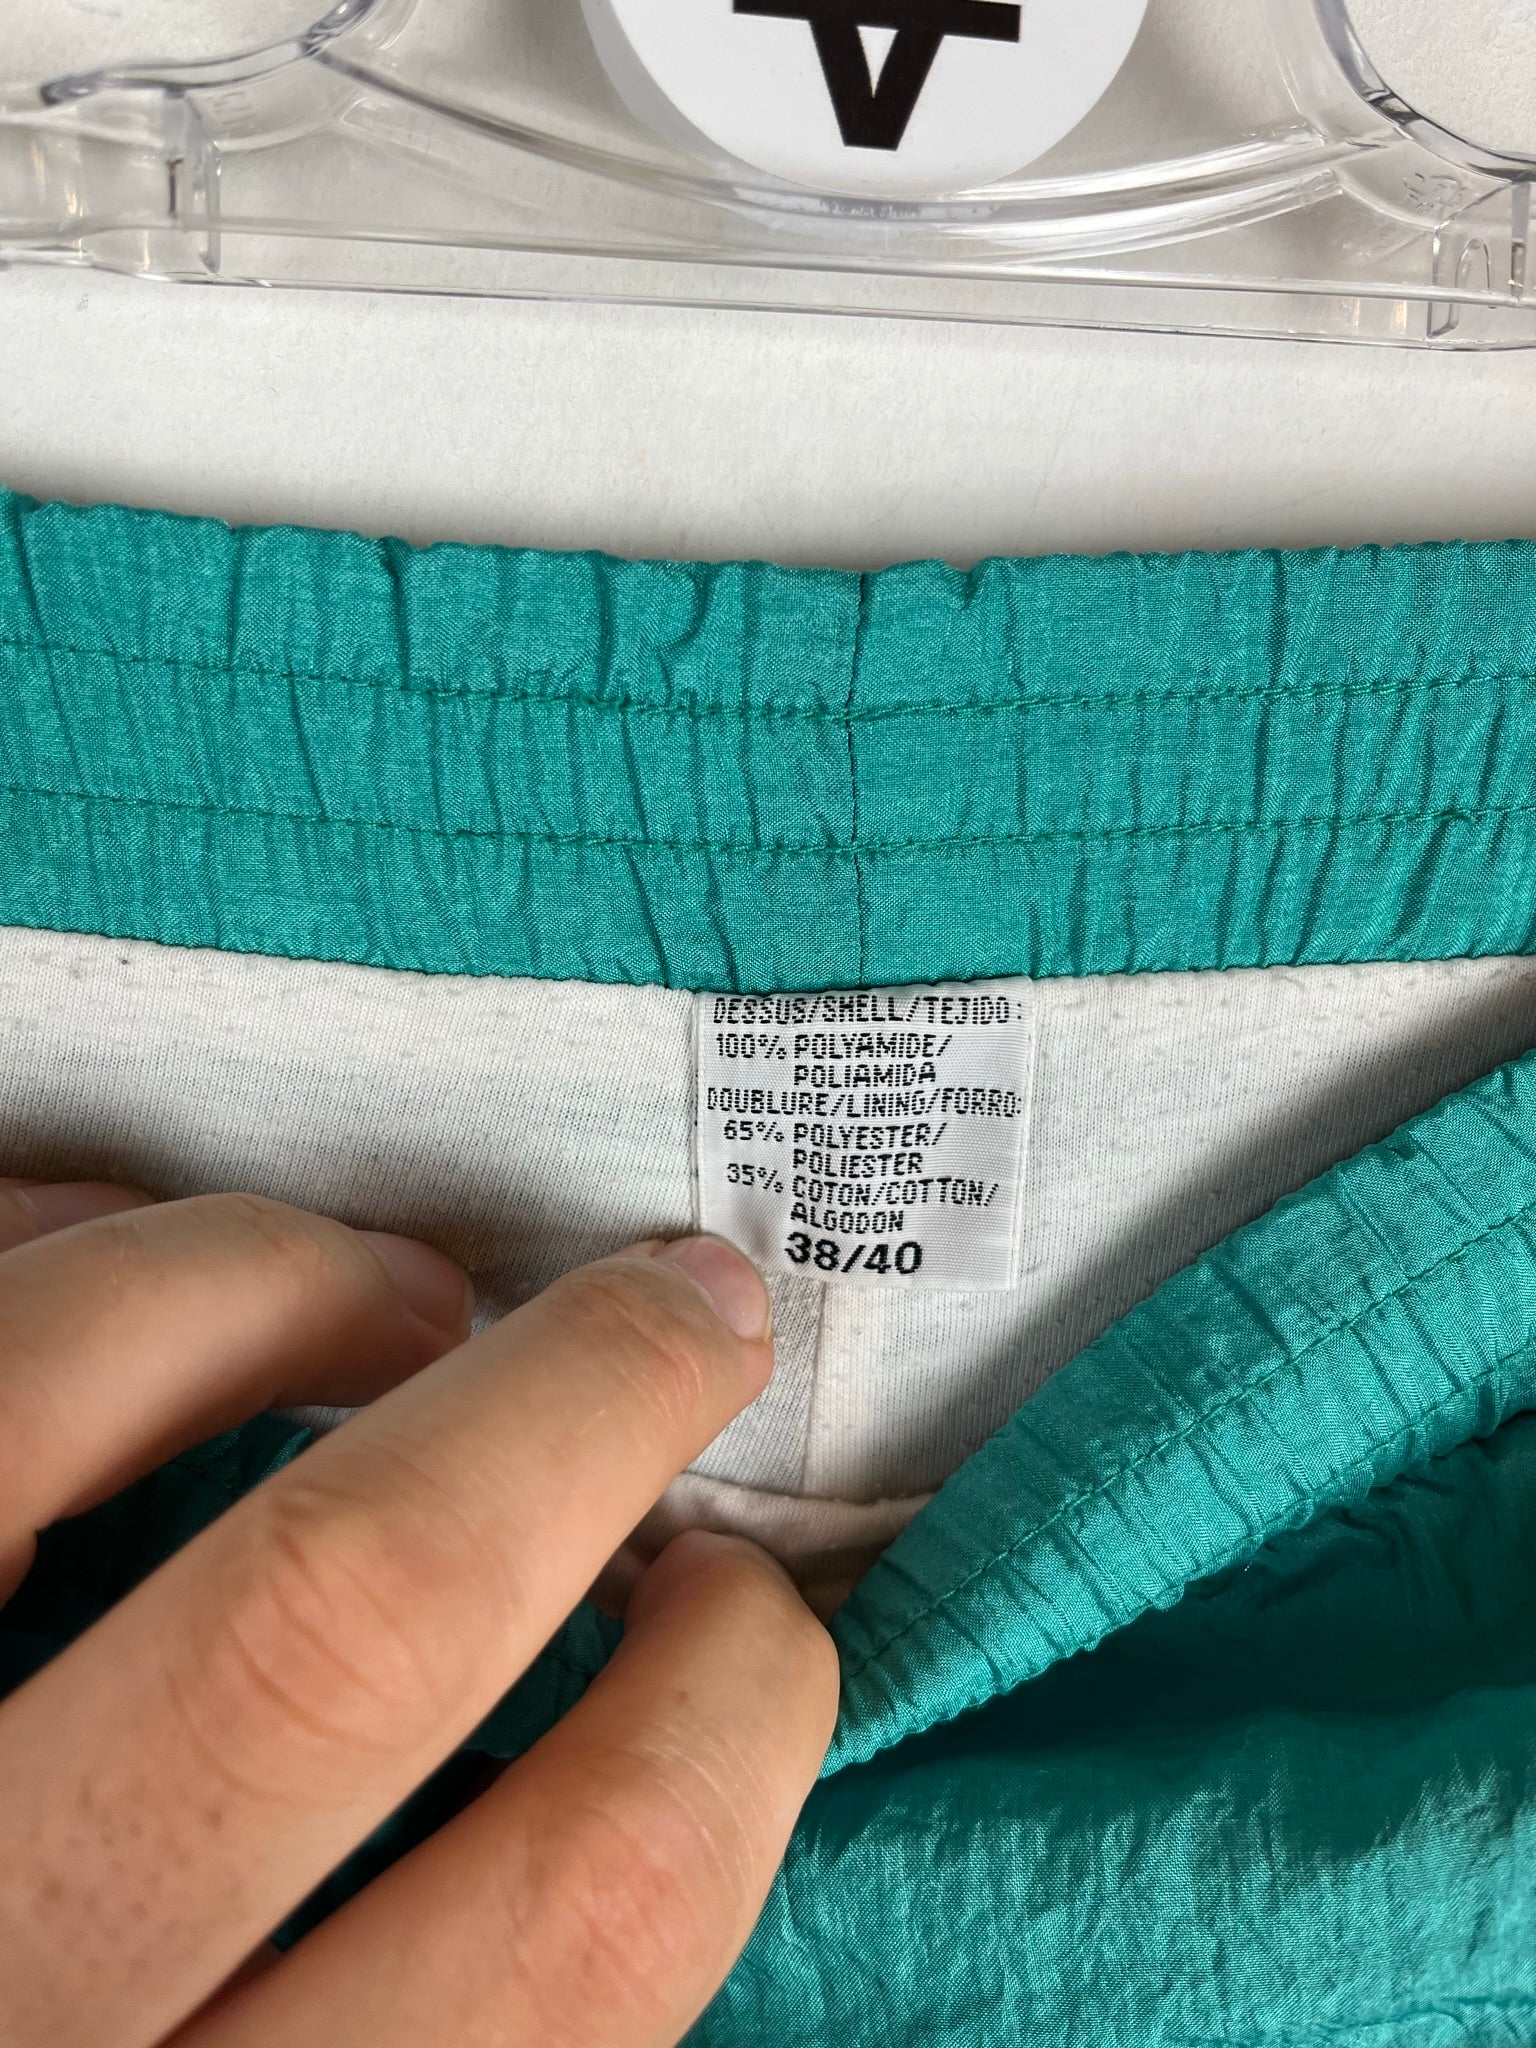 DESSUS/SHELL/TEJIDO:
100% POLYAMIDE/
POLIAMIDA
DOUBLURE/LINING/FORRO:
65% POLYESTER/
POLIESTER
35% COTON/COTTON/
ALGODON
38/40